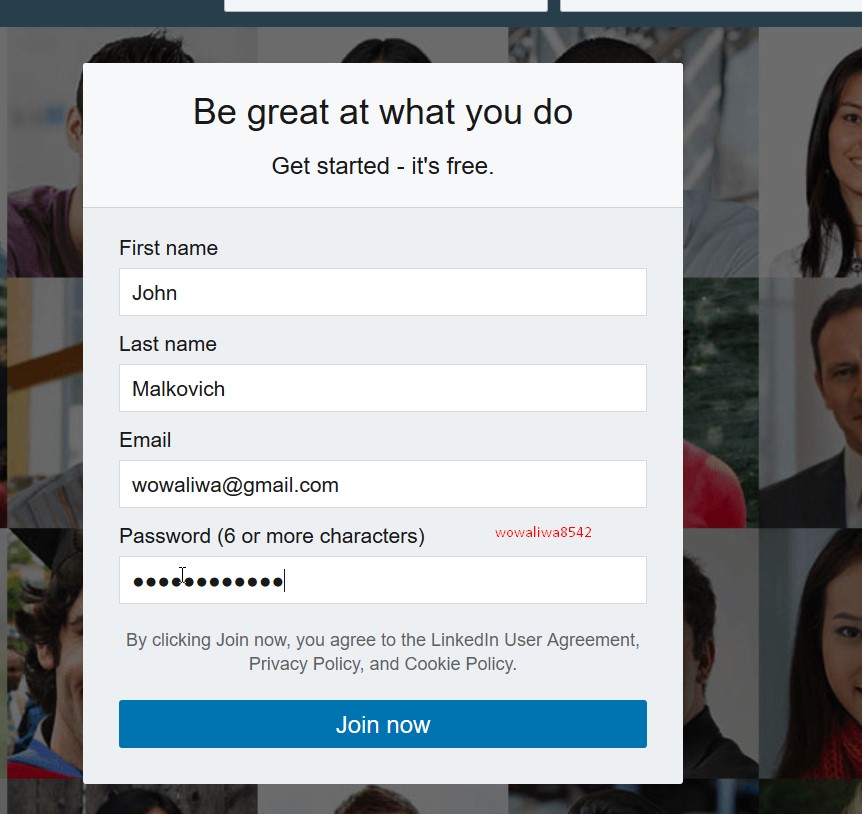 Be great at what you do
Get started - it's free.
First name
John
Last name
Malkovich
Email
wowaliwa@gmail.com
Password (6 or more characters) wowaliwa8542
●●●●●●●●●●●●
By clicking Join now, you agree to the LinkedIn User Agreement,
Privacy Policy, and Cookie Policy.
Join now